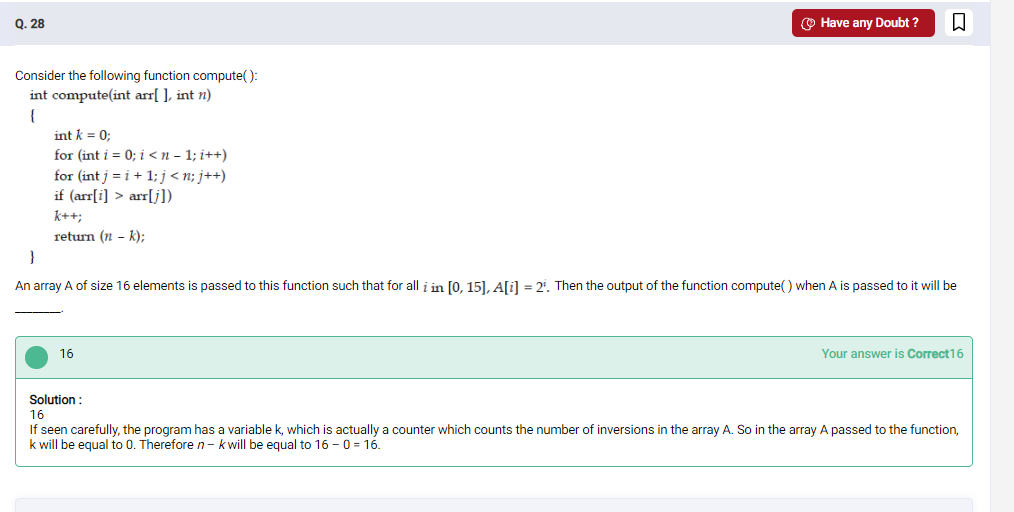 Q. 28
Have any Doubt ?
Consider the following function compute( ):
int compute(int arr[ ], int n)
{
int k = 0;
for (int i = 0; i < n – 1; i++)
for (int j = i + 1; j < n; j++)
if (arr[i] > arr[j])
k++;
return (n – k);
}
An array A of size 16 elements is passed to this function such that for all i in [0, 15], A[i] = 2ⁱ. Then the output of the function compute( ) when A is passed to it will be
________.
16
Your answer is Correct16
Solution :
16
If seen carefully, the program has a variable k, which is actually a counter which counts the number of inversions in the array A. So in the array A passed to the function,
k will be equal to 0. Therefore n – k will be equal to 16 – 0 = 16.